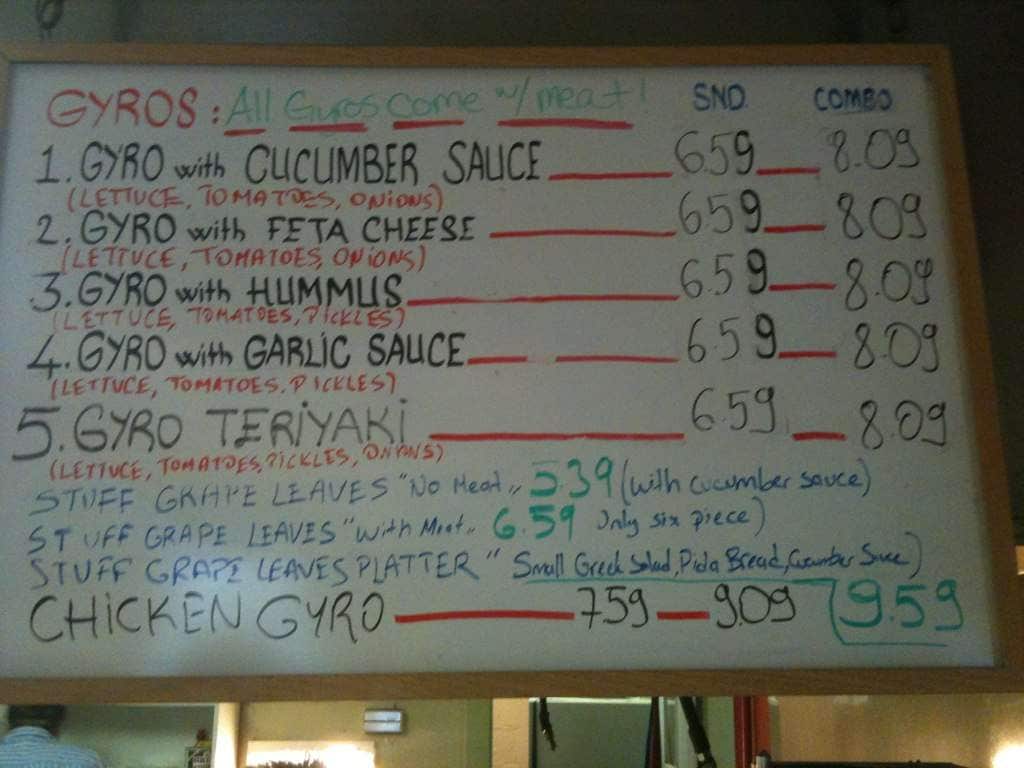 GYROS: All Gyros come w/ meat! SND. COMBO
1. GYRO with CUCUMBER SAUCE 6.59 8.09
(LETTUCE, TOMATOES, ONIONS)
2. GYRO with FETA CHEESE 6.59 8.09
(LETTUCE, TOMATOES, ONIONS)
3. GYRO with HUMMUS 6.59 8.09
(LETTUCE, TOMATOES, PICKLES)
4. GYRO with GARLIC SAUCE 6.59 8.09
(LETTUCE, TOMATOES, PICKLES)
5. GYRO TERIYAKI 6.59 8.09
(LETTUCE, TOMATOES, PICKLES, ONIONS)
STUFF GRAPE LEAVES "No Meat" 5.39 (with cucumber sauce)
STUFF GRAPE LEAVES "with Meat" 6.59 Only six piece)
STUFF GRAPE LEAVES PLATTER "Small Greek Salad, Pida Bread, Cucumber Sauce)
CHICKEN GYRO 7.59 9.09 9.59